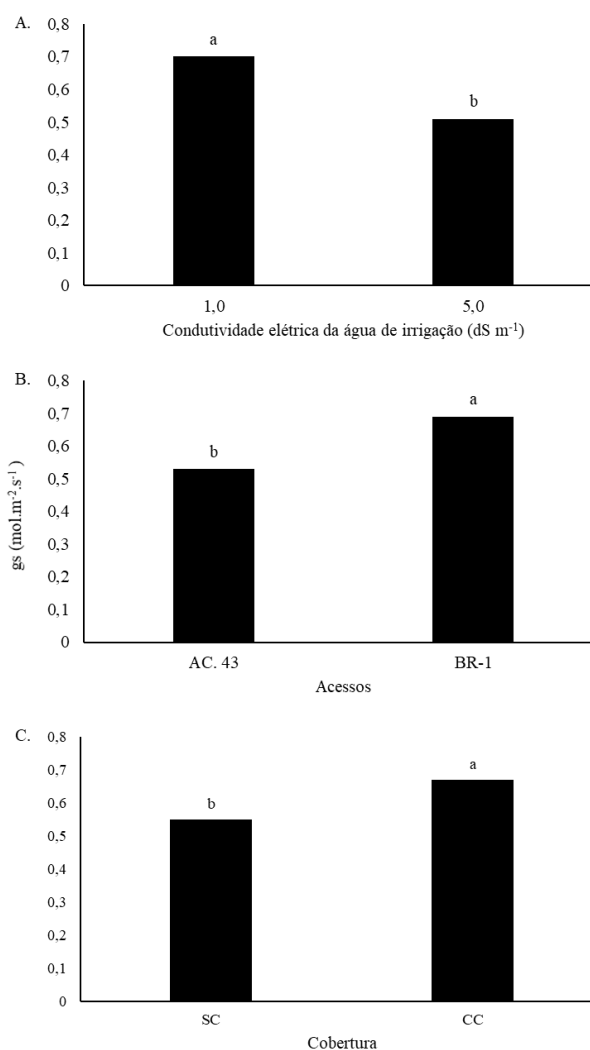 A.
0,8
0,7
0,6
0,5
0,4
0,3
0,2
0,1
0
a
b
1,0
5,0
Condutividade elétrica da água de irrigação (dS m⁻¹)
gs (mol.m⁻².s⁻¹ )
B.
0,8
0,7
0,6
0,5
0,4
0,3
0,2
0,1
0
b
a
AC. 43
BR-1
Acessos
C.
0,8
0,7
0,6
0,5
0,4
0,3
0,2
0,1
0
b
a
SC
CC
Cobertura